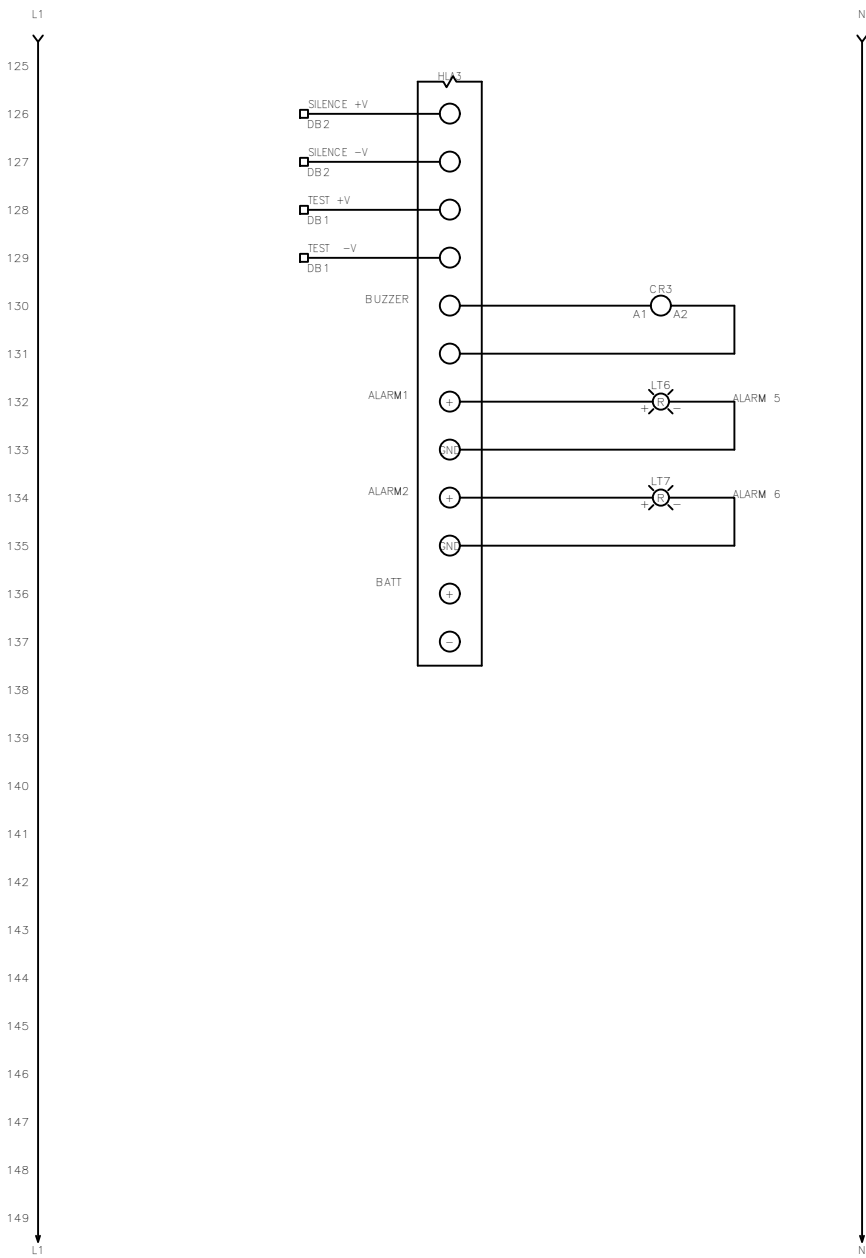 L1 N
125
HLA3
126 SILENCE +V
DB2
127 SILENCE -V
DB2
128 TEST +V
DB1
129 TEST -V
DB1
130 BUZZER CR3
A1 A2
131
132 ALARM1 + LT6 ALARM 5
+ R -
133 GND
134 ALARM2 + LT7 ALARM 6
+ R -
135 GND
136 BATT +
137 -
138
139
140
141
142
143
144
145
146
147
148
149
L1 N